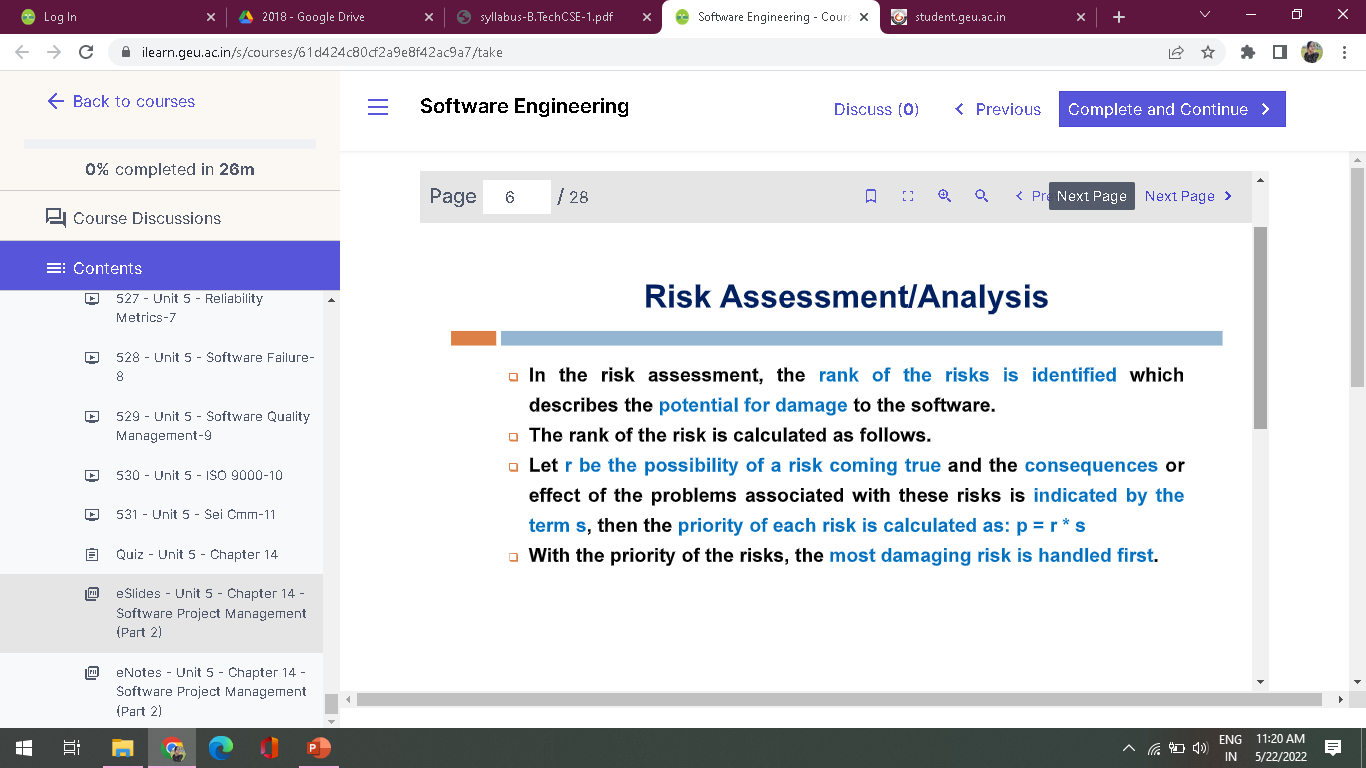 Log In
2018 - Google Drive
syllabus-B.TechCSE-1.pdf
Software Engineering - Cour
student.geu.ac.in
ilearn.geu.ac.in/s/courses/61d424c80cf2a9e8f42ac9a7/take
Back to courses
0% completed in 26m
Course Discussions
Contents
527 - Unit 5 - Reliability
Metrics-7
528 - Unit 5 - Software Failure-
8
529 - Unit 5 - Software Quality
Management-9
530 - Unit 5 - ISO 9000-10
531 - Unit 5 - Sei Cmm-11
Quiz - Unit 5 - Chapter 14
eSlides - Unit 5 - Chapter 14 -
Software Project Management
(Part 2)
eNotes - Unit 5 - Chapter 14 -
Software Project Management
(Part 2)
Software Engineering
Discuss (0)
Previous
Complete and Continue
Page 6 / 28
Pre
Next Page
Next Page
Risk Assessment/Analysis
In the risk assessment, the rank of the risks is identified which
describes the potential for damage to the software.
The rank of the risk is calculated as follows.
Let r be the possibility of a risk coming true and the consequences or
effect of the problems associated with these risks is indicated by the
term s, then the priority of each risk is calculated as: p = r * s
With the priority of the risks, the most damaging risk is handled first.
ENG
IN
11:20 AM
5/22/2022